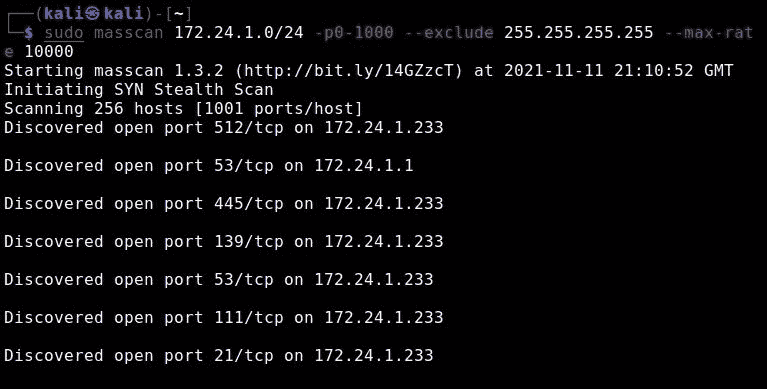 ┌──(kali㉿kali)-[~]
└─$ sudo masscan 172.24.1.0/24 -p0-1000 --exclude 255.255.255.255 --max-rat
e 10000
Starting masscan 1.3.2 (http://bit.ly/14GZzcT) at 2021-11-11 21:10:52 GMT
Initiating SYN Stealth Scan
Scanning 256 hosts [1001 ports/host]
Discovered open port 512/tcp on 172.24.1.233
Discovered open port 53/tcp on 172.24.1.1
Discovered open port 445/tcp on 172.24.1.233
Discovered open port 139/tcp on 172.24.1.233
Discovered open port 53/tcp on 172.24.1.233
Discovered open port 111/tcp on 172.24.1.233
Discovered open port 21/tcp on 172.24.1.233